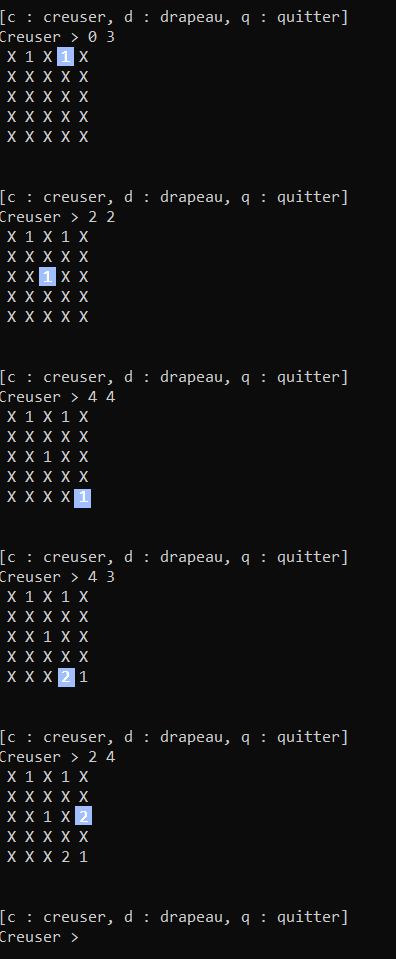 [c : creuser, d : drapeau, q : quitter]
Creuser > 0 3
X 1 X 1 X
X X X X X
X X X X X
X X X X X
X X X X X
[c : creuser, d : drapeau, q : quitter]
Creuser > 2 2
X 1 X 1 X
X X X X X
X X 1 X X
X X X X X
X X X X X
[c : creuser, d : drapeau, q : quitter]
Creuser > 4 4
X 1 X 1 X
X X X X X
X X 1 X X
X X X X X
X X X X 1
[c : creuser, d : drapeau, q : quitter]
Creuser > 4 3
X 1 X 1 X
X X X X X
X X 1 X X
X X X X X
X X X 2 1
[c : creuser, d : drapeau, q : quitter]
Creuser > 2 4
X 1 X 1 X
X X X X X
X X 1 X 2
X X X X X
X X X 2 1
[c : creuser, d : drapeau, q : quitter]
Creuser >